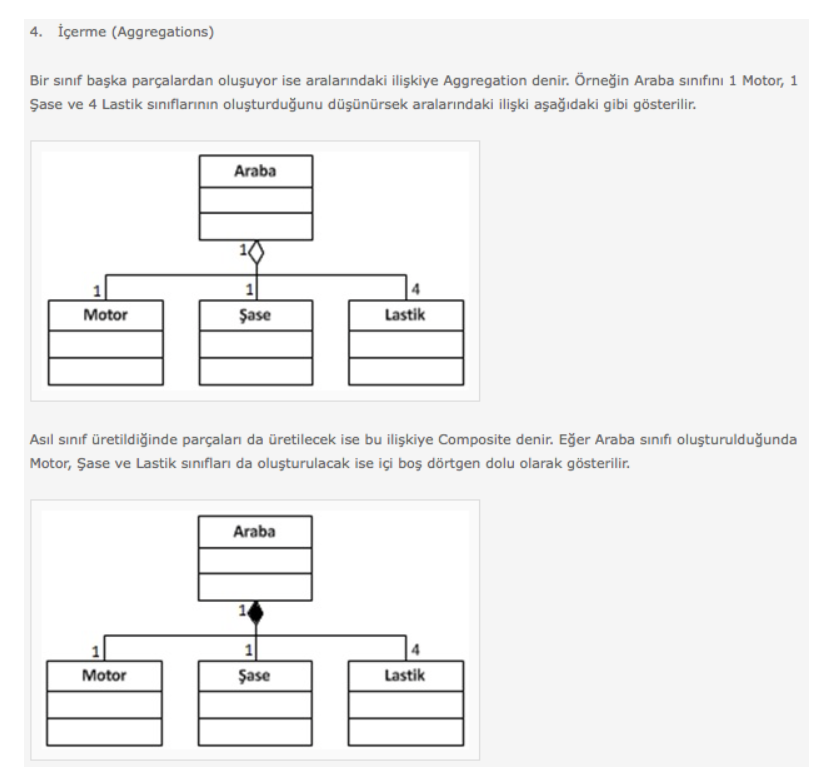 4. İçerme (Aggregations)
Bir sınıf başka parçalardan oluşuyor ise aralarındaki ilişkiye Aggregation denir. Örneğin Araba sınıfını 1 Motor, 1
Şase ve 4 Lastik sınıflarının oluşturduğunu düşünürsek aralarındaki ilişki aşağıdaki gibi gösterilir.
Araba
1
1 1 4
Motor Şase Lastik
Asıl sınıf üretildiğinde parçaları da üretilecek ise bu ilişkiye Composite denir. Eğer Araba sınıfı oluşturulduğunda
Motor, Şase ve Lastik sınıfları da oluşturulacak ise içi boş dörtgen dolu olarak gösterilir.
Araba
1
1 1 4
Motor Şase Lastik